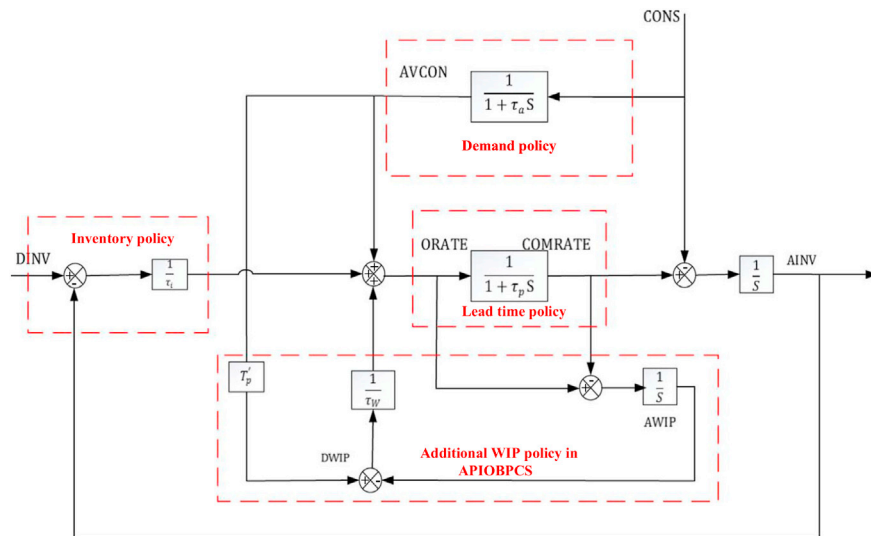 CONS
AVCON
1
1 + τₐS
Demand policy
Inventory policy
DINV
+
-
1
τᵢ
+
+
+
ORATE
COMRATE
1
1 + τₚS
Lead time policy
-
+
1
S
AINV
T′ₚ
1
τ_W
-
+
1
S
AWIP
DWIP
+
-
Additional WIP policy in
APIOBPCS